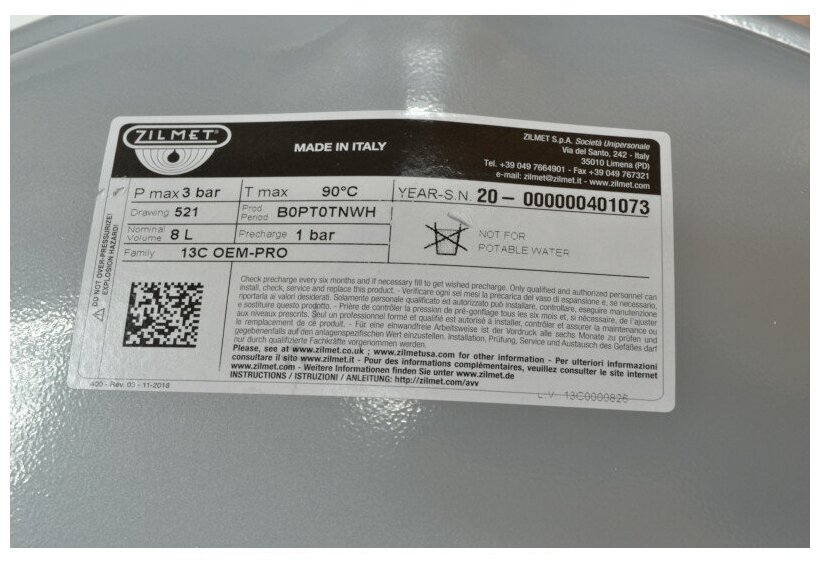 ZILMET®
MADE IN ITALY
ZILMET S.p.A. Società Unipersonale
Via del Santo, 242 - Italy
35010 Limena (PD)
Tel. +39 049 7664901 - Fax +39 049 767321
e-mail: zilmet@zilmet.it - www.zilmet.com
P max 3 bar
T max 90°C
YEAR-S.N. 20 - 000000401073
Drawing 521
Prod Period B0PT0TNWH
Nominal Volume 8 L
Precharge 1 bar
NOT FOR
POTABLE WATER
Family 13C OEM-PRO
DO NOT OVER-PRESSURIZE!
EXPLOSION HAZARD!
Check precharge every six months and if necessary fill to get wished precharge. Only qualified and authorized personnel can
install, check, service and replace this product. - Verificare ogni sei mesi la precarica del vaso di espansione e, se necessario,
riportarla ai valori desiderati. Solamente personale qualificato ed autorizzato può installare, controllare, eseguire manutenzione
e sostituire questo prodotto. - Prière de contrôler la pression de pré-gonflage tous les six mois et, si nécessaire, de l'ajuster
aux niveaux prescrits. Seul un professionnel formé et qualifié est autorisé à installer, contrôler et assurer la maintenance ou
le remplacement de ce produit. - Für eine einwandfreie Arbeitsweise ist der Vordruck alle sechs Monate zu prüfen und
gegebenenfalls auf den anlagenspezifischen Wert einzustellen. Installation, Prüfung, Service und Austausch des Gefäßes darf
nur durch qualifizierte Fachkräfte vorgenommen werden.
Please, see at www.zilmet.co.uk ; www.zilmetusa.com for other information - Per ulteriori informazioni
consultare il sito www.zilmet.it - Pour des informations complémentaires, veuillez consulter le site internet
www.zilmet.com - Weitere Informationen finden Sie unter www.zilmet.de
INSTRUCTIONS / ISTRUZIONI / ANLEITUNG: http://zilmet.com/avv
420 - Rev. 03 - 11-2018
L-V 13C0000826